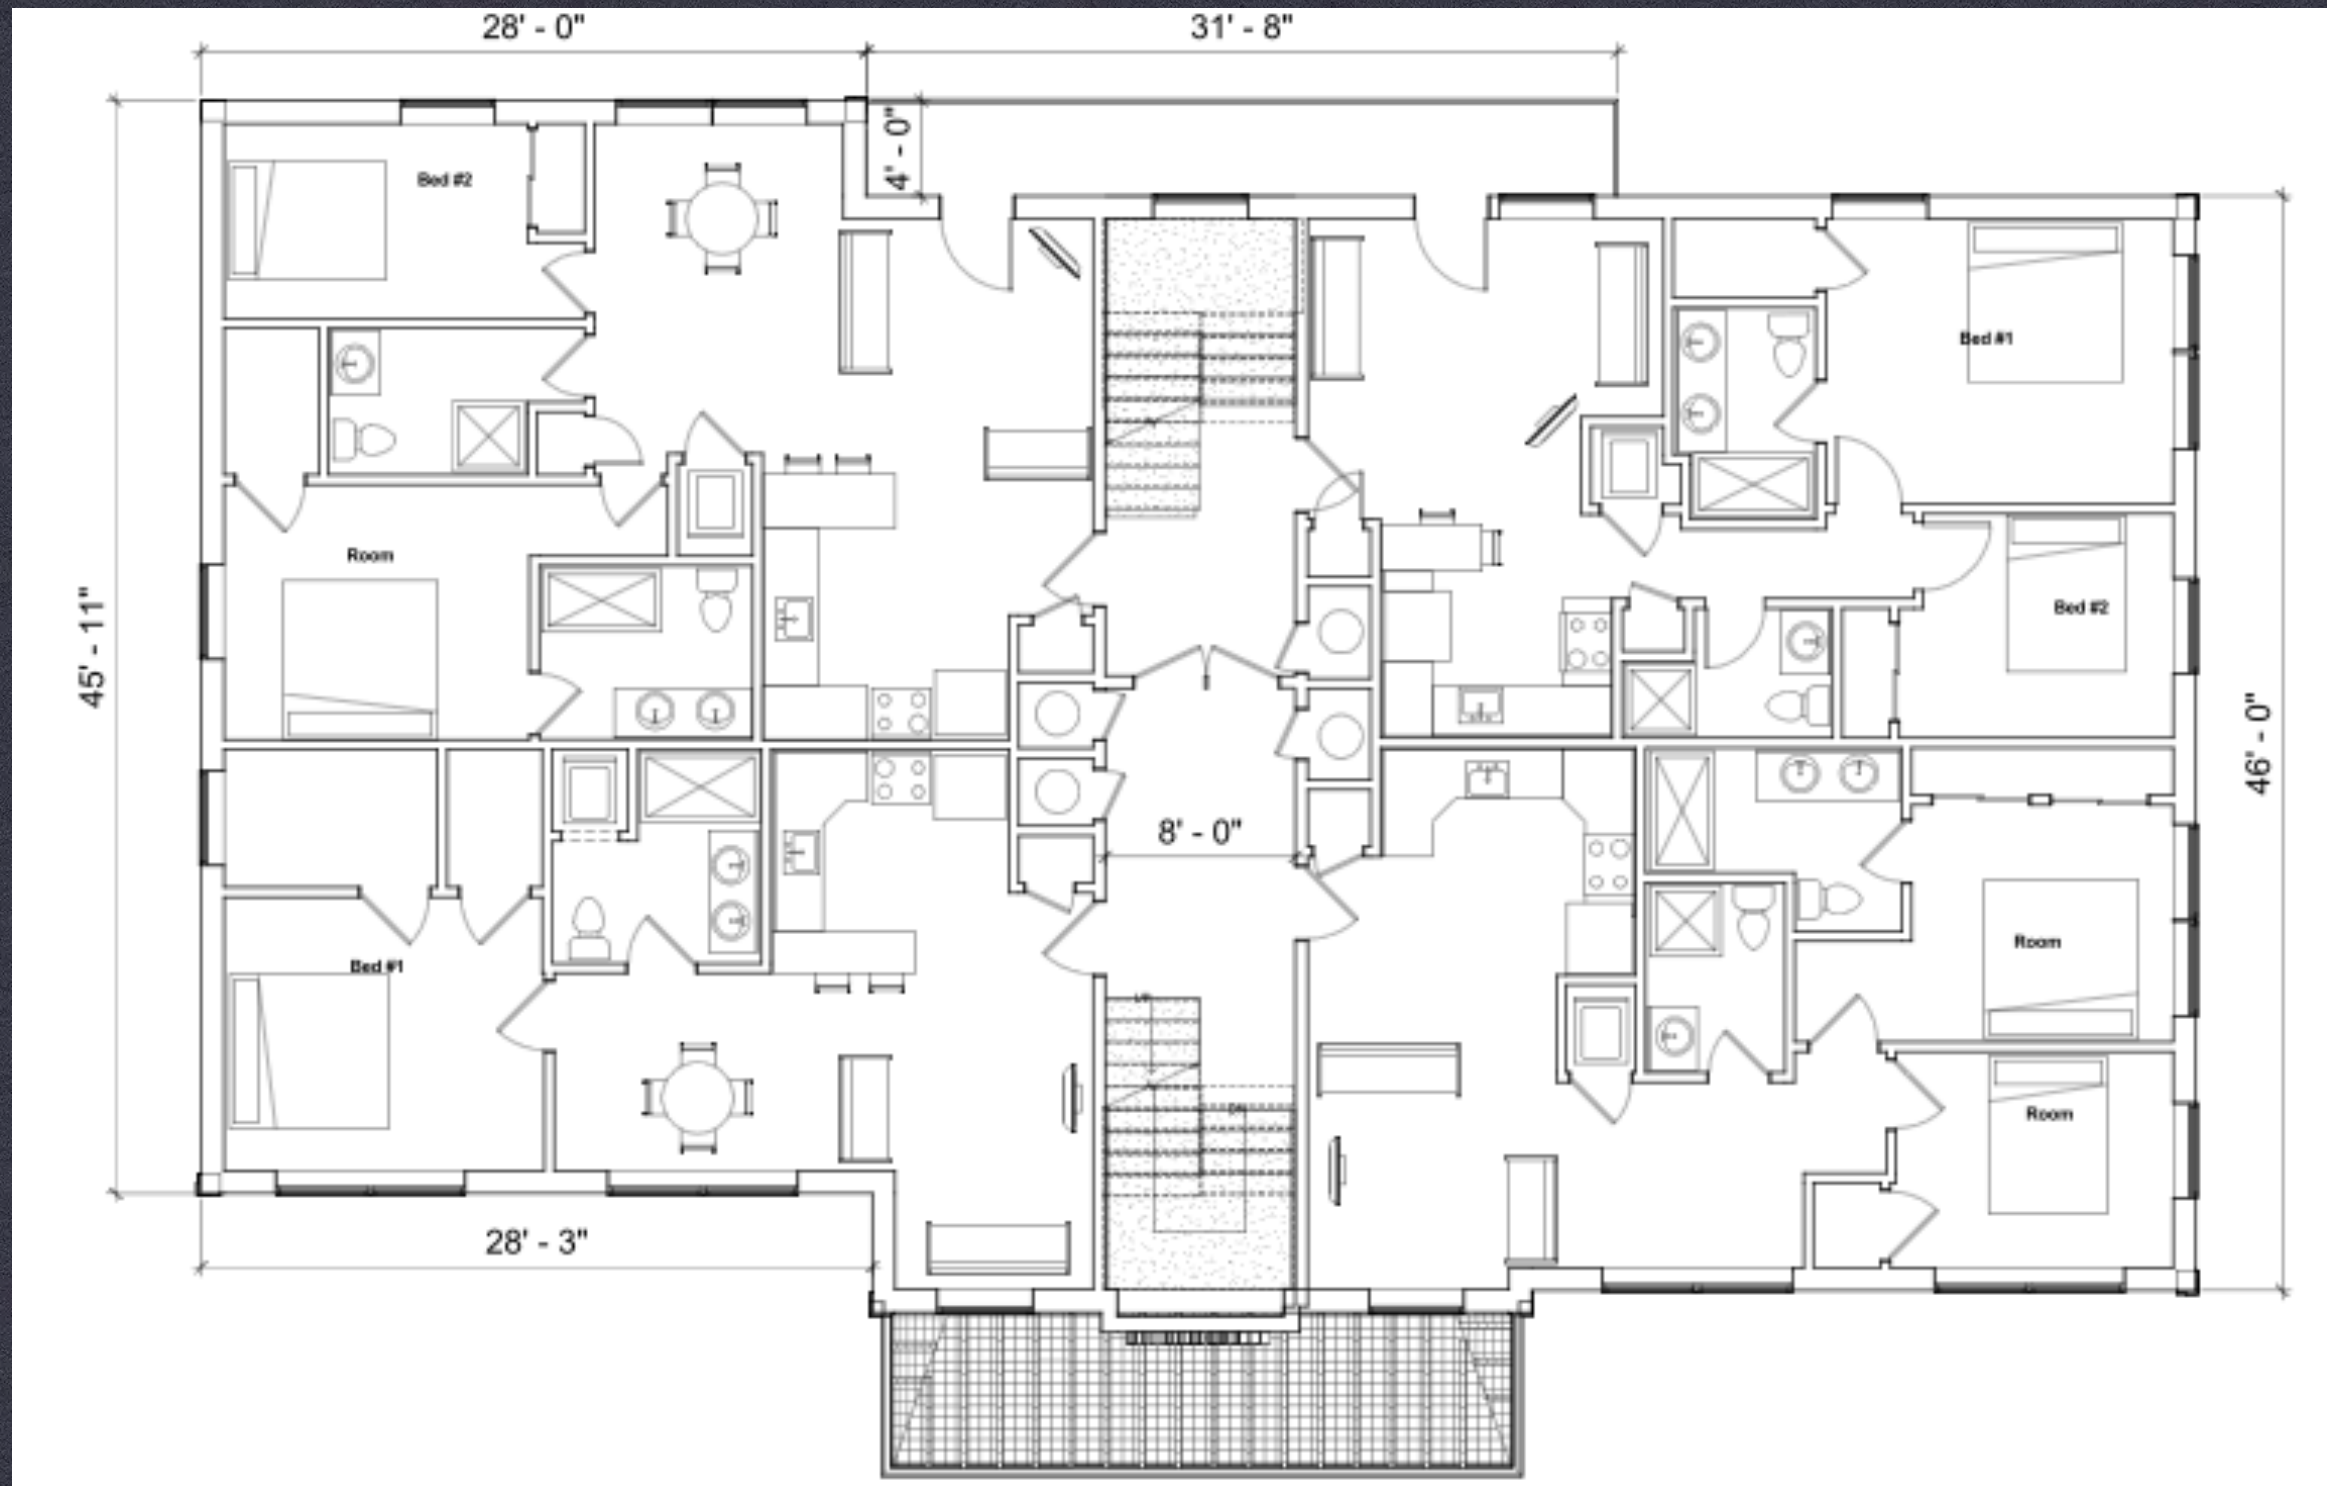 28' - 0"
31' - 8"
4' - 0"
Bed #2
Bed #1
Room
Bed #2
45' - 11"
46' - 0"
8' - 0"
Bed #1
Room
Room
28' - 3"